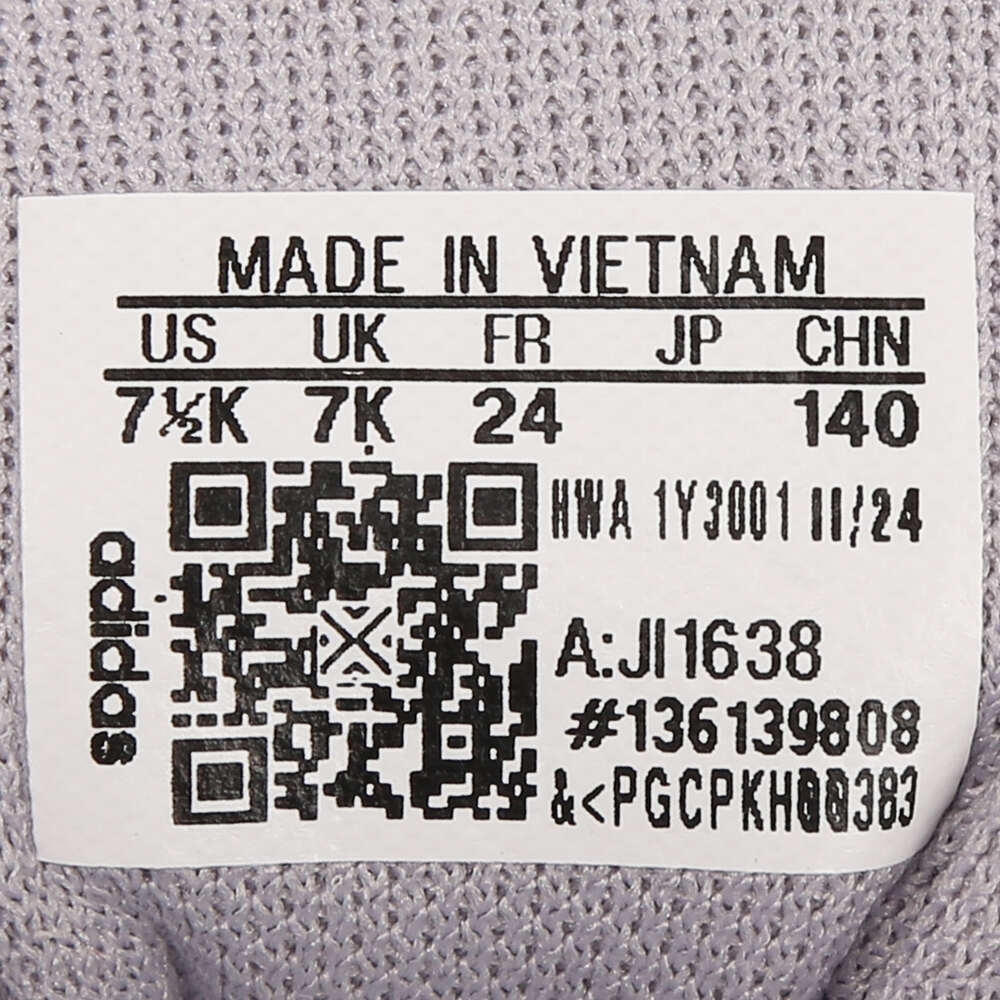 MADE IN VIETNAM
US UK FR JP CHN
7½K 7K 24 140
HWA 1Y3001 11/24
adidas
A:JI1638
#136139808